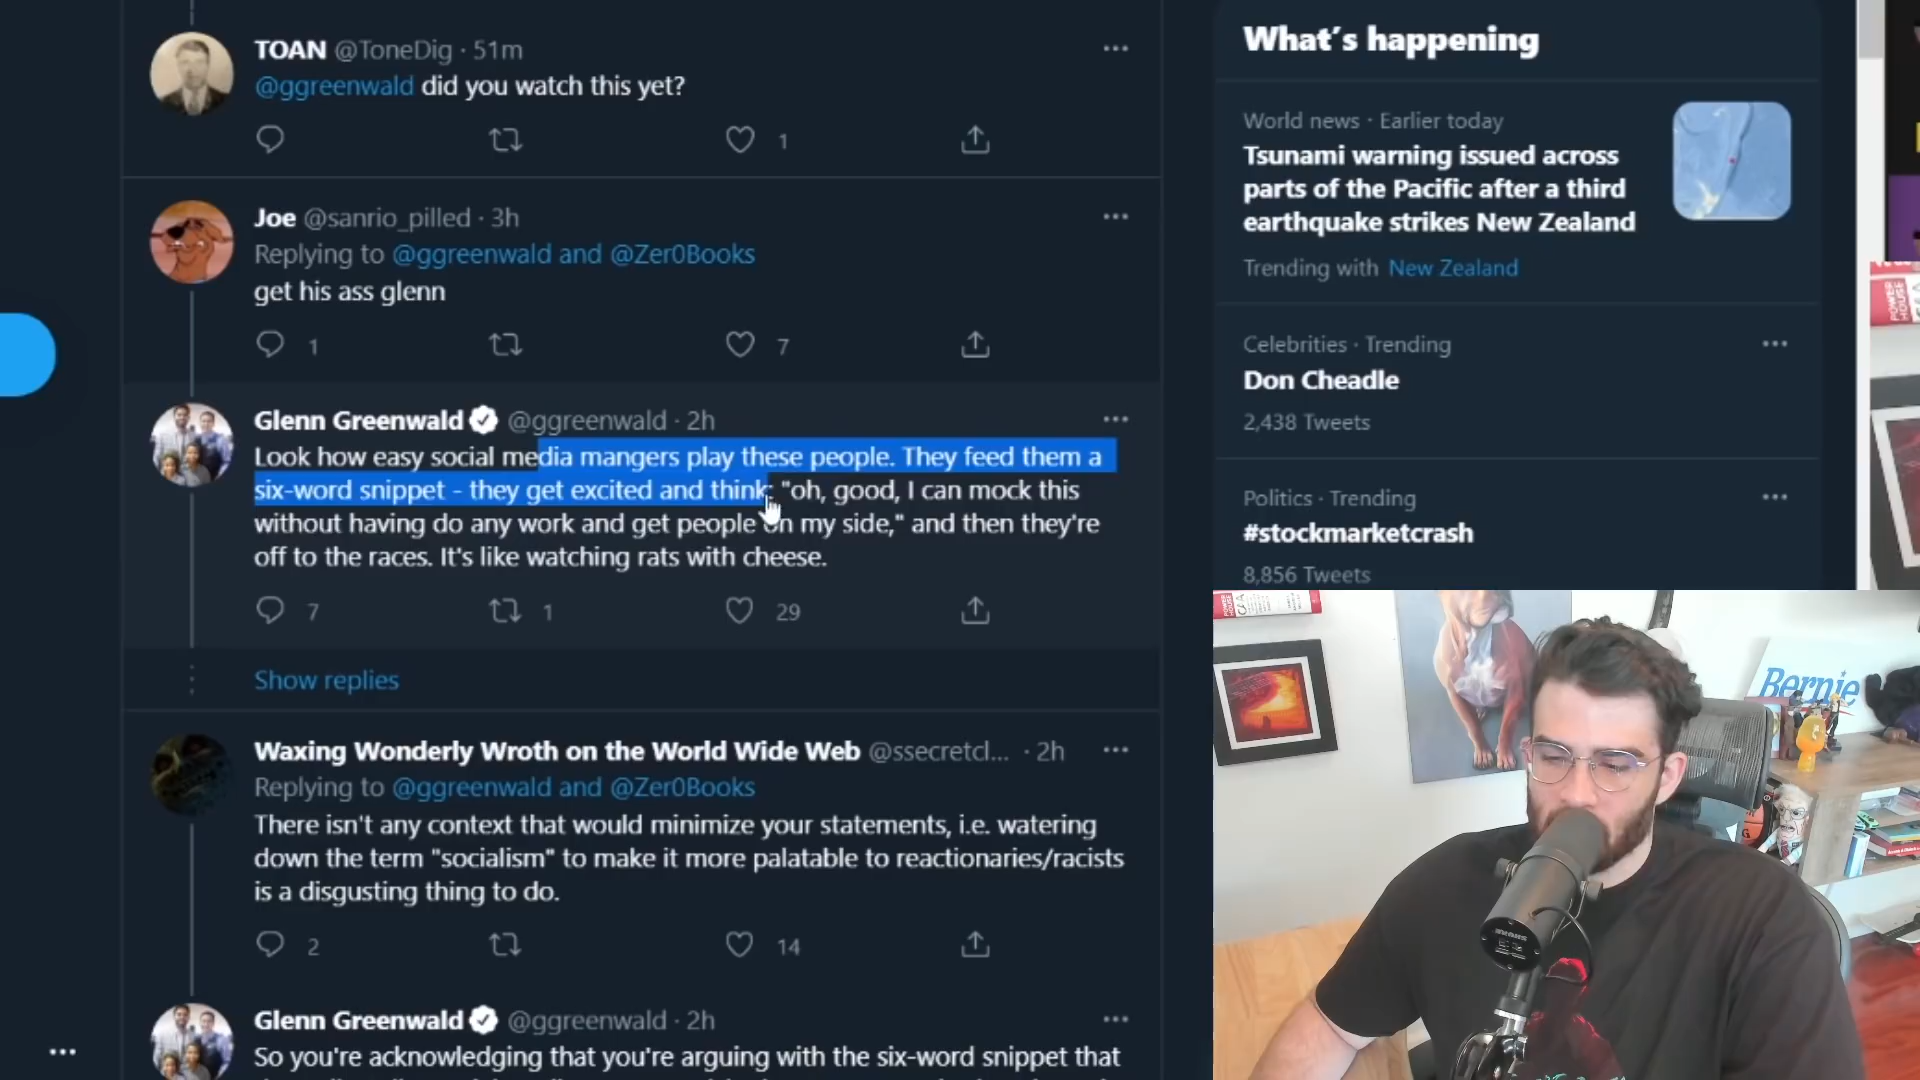 TOAN @ToneDig · 51m
@ggreenwald did you watch this yet?
1
Joe @sanrio_pilled · 3h
Replying to @ggreenwald and @Zer0Books
get his ass glenn
1 7
Glenn Greenwald @ggreenwald · 2h
Look how easy social media mangers play these people. They feed them a
six-word snippet - they get excited and think: "oh, good, I can mock this
without having do any work and get people on my side," and then they're
off to the races. It's like watching rats with cheese.
7 1 29
Show replies
Waxing Wonderly Wroth on the World Wide Web @ssecretcl... · 2h
Replying to @ggreenwald and @Zer0Books
There isn't any context that would minimize your statements, i.e. watering
down the term "socialism" to make it more palatable to reactionaries/racists
is a disgusting thing to do.
2 14
Glenn Greenwald @ggreenwald · 2h
So you're acknowledging that you're arguing with the six-word snippet that
What's happening
World news · Earlier today
Tsunami warning issued across
parts of the Pacific after a third
earthquake strikes New Zealand
Trending with New Zealand
Celebrities · Trending
Don Cheadle
2,438 Tweets
Politics · Trending
#stockmarketcrash
8,856 Tweets
POWER
HOUSE
Bernie
SHURE